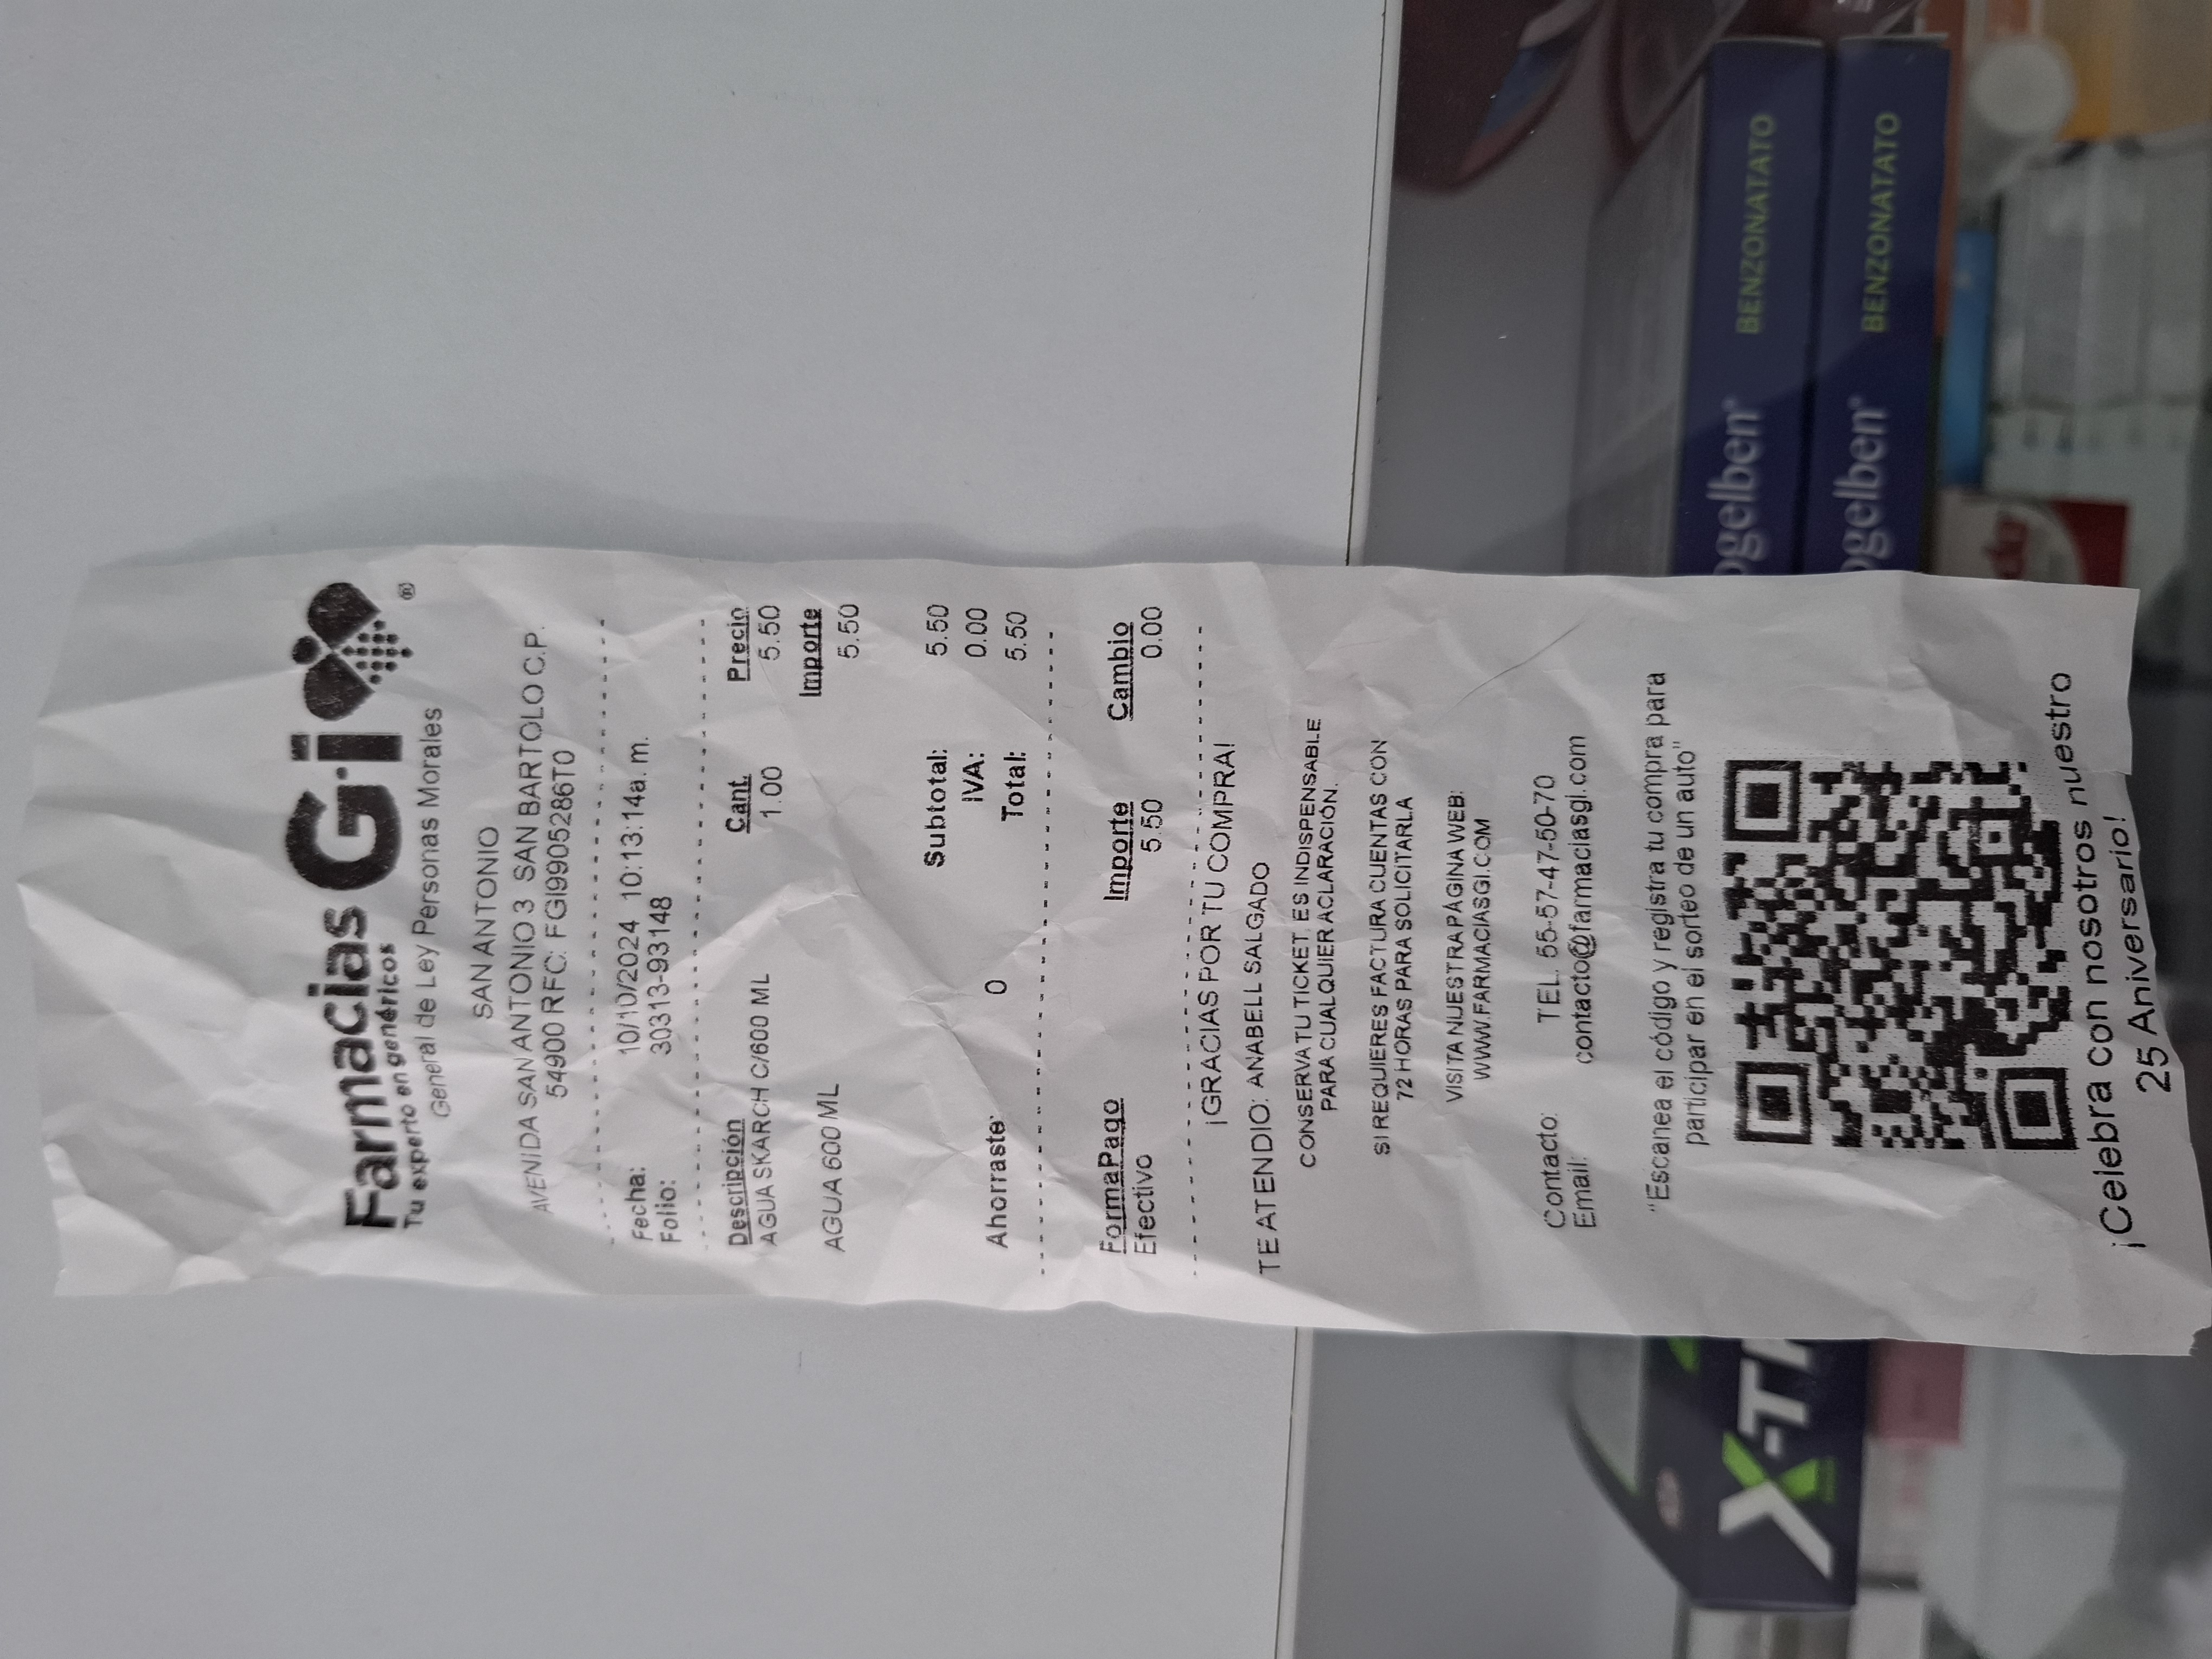 Farmacias Gi®
Tu experto en genéricos
General de Ley Personas Morales
SAN ANTONIO
AVENIDA SAN ANTONIO 3 SAN BARTOLO C.P.
54900 RFC: FGI9905286T0
Fecha: 10/10/2024 10:13:14a. m.
Folio: 30313-93148
Descripción Cant. Precio
AGUA SKARCH C/600 ML 1.00 5.50
Importe
AGUA 600 ML 5.50
Subtotal: 5.50
IVA: 0.00
Ahorraste: 0 Total: 5.50
FormaPago Importe Cambio
Efectivo 5.50 0.00
¡GRACIAS POR TU COMPRA!
TE ATENDIO: ANABELL SALGADO
CONSERVA TU TICKET, ES INDISPENSABLE
PARA CUALQUIER ACLARACIÓN.
SI REQUIERES FACTURA CUENTAS CON
72 HORAS PARA SOLICITARLA
VISITA NUESTRA PÁGINA WEB:
WWW.FARMACIASGI.COM
Contacto: TEL. 55-57-47-50-70
Email: contacto@farmaciasgi.com
"Escanea el código y registra tu compra para
participar en el sorteo de un auto"
¡Celebra con nosotros nuestro
25 Aniversario!
ogelben® BENZONATATO
ogelben® BENZONATATO
X-TR